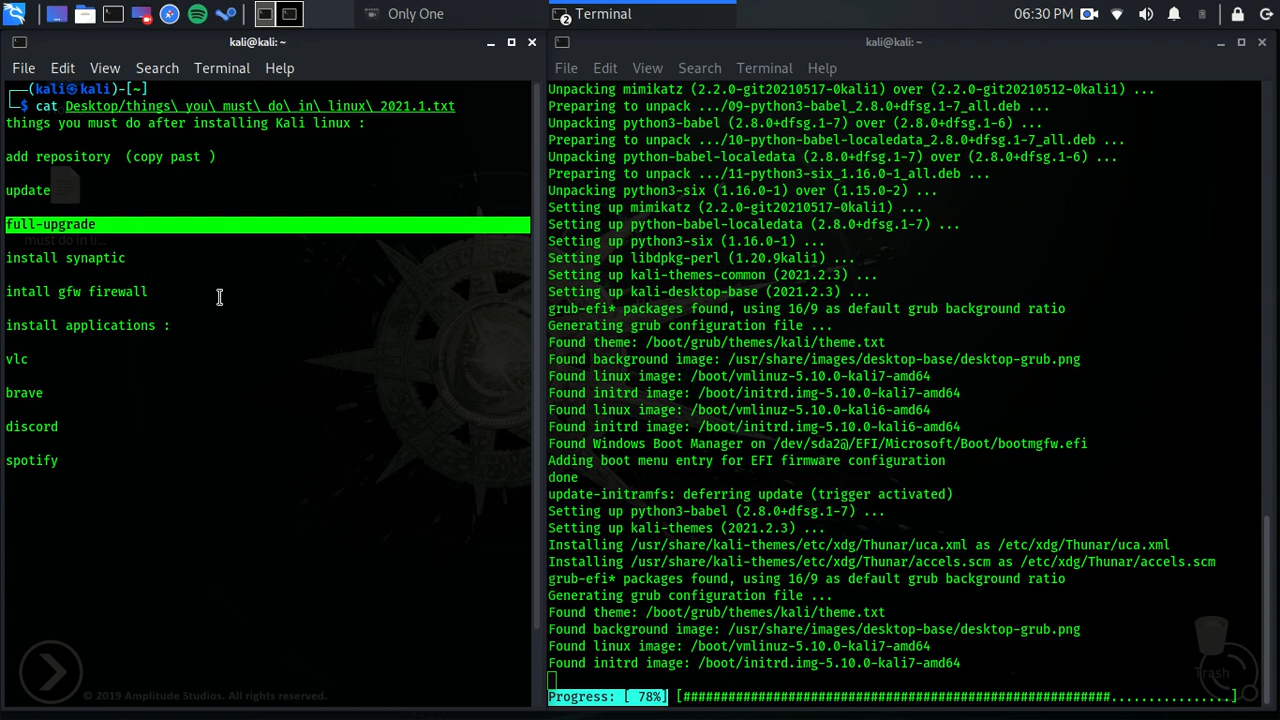 Only One
Terminal
2
06:30 PM
kali@kali: ~
File Edit View Search Terminal Help
┌──(kali㉿kali)-[~]
└─$ cat Desktop/things\ you\ must\ do\ in\ linux\ 2021.1.txt
things you must do after installing Kali linux :
add repository  (copy past )
update
full-upgrade
must do in li...
install synaptic
intall gfw firewall
install applications :
vlc
brave
discord
spotify
© 2019 Amplitude Studios. All rights reserved.
kali@kali: ~
File Edit View Search Terminal Help
Unpacking mimikatz (2.2.0-git20210517-0kali1) over (2.2.0-git20210512-0kali1) ...
Preparing to unpack .../09-python3-babel_2.8.0+dfsg.1-7_all.deb ...
Unpacking python3-babel (2.8.0+dfsg.1-7) over (2.8.0+dfsg.1-6) ...
Preparing to unpack .../10-python-babel-localedata_2.8.0+dfsg.1-7_all.deb ...
Unpacking python-babel-localedata (2.8.0+dfsg.1-7) over (2.8.0+dfsg.1-6) ...
Preparing to unpack .../11-python3-six_1.16.0-1_all.deb ...
Unpacking python3-six (1.16.0-1) over (1.15.0-2) ...
Setting up mimikatz (2.2.0-git20210517-0kali1) ...
Setting up python-babel-localedata (2.8.0+dfsg.1-7) ...
Setting up python3-six (1.16.0-1) ...
Setting up libdpkg-perl (1.20.9kali1) ...
Setting up kali-themes-common (2021.2.3) ...
Setting up kali-desktop-base (2021.2.3) ...
grub-efi* packages found, using 16/9 as default grub background ratio
Generating grub configuration file ...
Found theme: /boot/grub/themes/kali/theme.txt
Found background image: /usr/share/images/desktop-base/desktop-grub.png
Found linux image: /boot/vmlinuz-5.10.0-kali7-amd64
Found initrd image: /boot/initrd.img-5.10.0-kali7-amd64
Found linux image: /boot/vmlinuz-5.10.0-kali6-amd64
Found initrd image: /boot/initrd.img-5.10.0-kali6-amd64
Found Windows Boot Manager on /dev/sda2@/EFI/Microsoft/Boot/bootmgfw.efi
Adding boot menu entry for EFI firmware configuration
done
update-initramfs: deferring update (trigger activated)
Setting up python3-babel (2.8.0+dfsg.1-7) ...
Setting up kali-themes (2021.2.3) ...
Installing /usr/share/kali-themes/etc/xdg/Thunar/uca.xml as /etc/xdg/Thunar/uca.xml
Installing /usr/share/kali-themes/etc/xdg/Thunar/accels.scm as /etc/xdg/Thunar/accels.scm
grub-efi* packages found, using 16/9 as default grub background ratio
Generating grub configuration file ...
Found theme: /boot/grub/themes/kali/theme.txt
Found background image: /usr/share/images/desktop-base/desktop-grub.png
Found linux image: /boot/vmlinuz-5.10.0-kali7-amd64
Found initrd image: /boot/initrd.img-5.10.0-kali7-amd64
Trash
Progress: [ 78%] [#########################################################................]